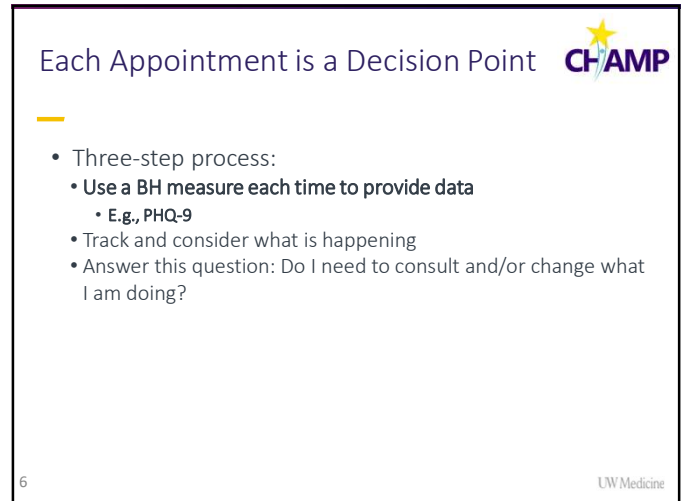 Each Appointment is a Decision Point
CHAMP
• Three-step process:
• Use a BH measure each time to provide data
• E.g., PHQ-9
• Track and consider what is happening
• Answer this question: Do I need to consult and/or change what
I am doing?
6
UW Medicine